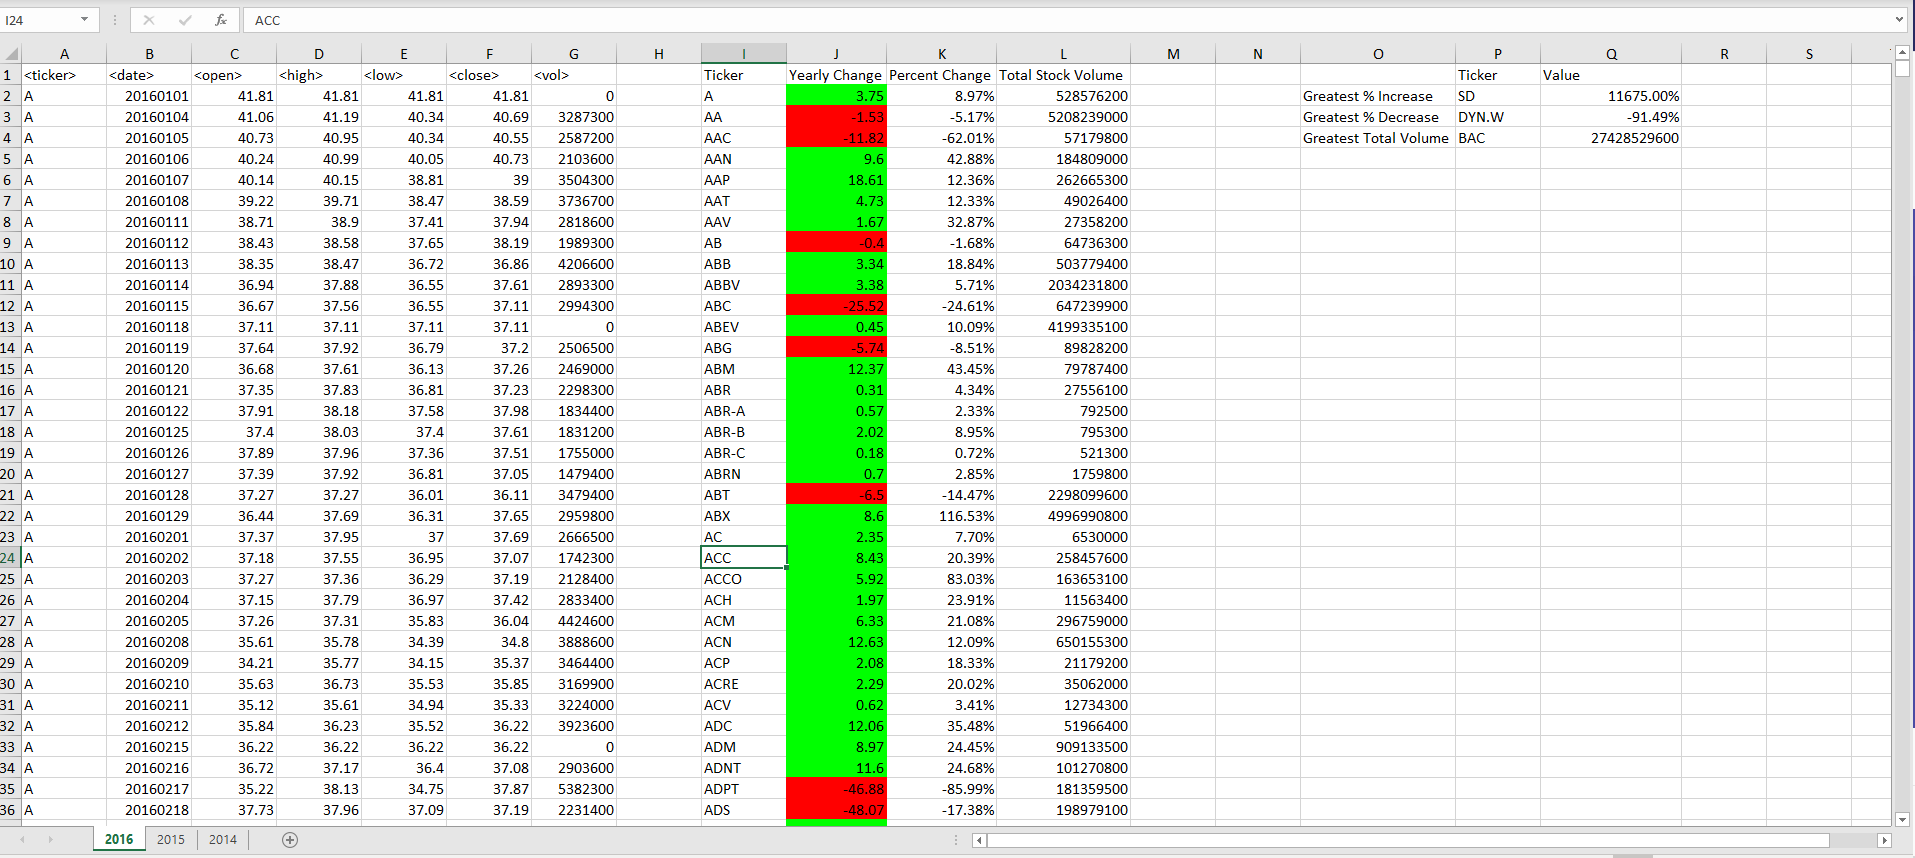 I24 fx ACC
A B C D E F G H I J K L M N O P Q R S
1 <ticker> <date> <open> <high> <low> <close> <vol> Ticker Yearly Change Percent Change Total Stock Volume Ticker Value
2 A 20160101 41.81 41.81 41.81 41.81 0 A 3.75 8.97% 528576200 Greatest % Increase SD 11675.00%
3 A 20160104 41.06 41.19 40.34 40.69 3287300 AA -1.53 -5.17% 5208239000 Greatest % Decrease DYN.W -91.49%
4 A 20160105 40.73 40.95 40.34 40.55 2587200 AAC -11.82 -62.01% 57179800 Greatest Total Volume BAC 27428529600
5 A 20160106 40.24 40.99 40.05 40.73 2103600 AAN 9.6 42.88% 184809000
6 A 20160107 40.14 40.15 38.81 39 3504300 AAP 18.61 12.36% 262665300
7 A 20160108 39.22 39.71 38.47 38.59 3736700 AAT 4.73 12.33% 49026400
8 A 20160111 38.71 38.9 37.41 37.94 2818600 AAV 1.67 32.87% 27358200
9 A 20160112 38.43 38.58 37.65 38.19 1989300 AB -0.4 -1.68% 64736300
10 A 20160113 38.35 38.47 36.72 36.86 4206600 ABB 3.34 18.84% 503779400
11 A 20160114 36.94 37.88 36.55 37.61 2893300 ABBV 3.38 5.71% 2034231800
12 A 20160115 36.67 37.56 36.55 37.11 2994300 ABC -25.52 -24.61% 647239900
13 A 20160118 37.11 37.11 37.11 37.11 0 ABEV 0.45 10.09% 4199335100
14 A 20160119 37.64 37.92 36.79 37.2 2506500 ABG -5.74 -8.51% 89828200
15 A 20160120 36.68 37.61 36.13 37.26 2469000 ABM 12.37 43.45% 79787400
16 A 20160121 37.35 37.83 36.81 37.23 2298300 ABR 0.31 4.34% 27556100
17 A 20160122 37.91 38.18 37.58 37.98 1834400 ABR-A 0.57 2.33% 792500
18 A 20160125 37.4 38.03 37.4 37.61 1831200 ABR-B 2.02 8.95% 795300
19 A 20160126 37.89 37.96 37.36 37.51 1755000 ABR-C 0.18 0.72% 521300
20 A 20160127 37.39 37.92 36.81 37.05 1479400 ABRN 0.7 2.85% 1759800
21 A 20160128 37.27 37.27 36.01 36.11 3479400 ABT -6.5 -14.47% 2298099600
22 A 20160129 36.44 37.69 36.31 37.65 2959800 ABX 8.6 116.53% 4996990800
23 A 20160201 37.37 37.95 37 37.69 2666500 AC 2.35 7.70% 6530000
24 A 20160202 37.18 37.55 36.95 37.07 1742300 ACC 8.43 20.39% 258457600
25 A 20160203 37.27 37.36 36.29 37.19 2128400 ACCO 5.92 83.03% 163653100
26 A 20160204 37.15 37.79 36.97 37.42 2833400 ACH 1.97 23.91% 11563400
27 A 20160205 37.26 37.31 35.83 36.04 4424600 ACM 6.33 21.08% 296759000
28 A 20160208 35.61 35.78 34.39 34.8 3888600 ACN 12.63 12.09% 650155300
29 A 20160209 34.21 35.77 34.15 35.37 3464400 ACP 2.08 18.33% 21179200
30 A 20160210 35.63 36.73 35.53 35.85 3169900 ACRE 2.29 20.02% 35062000
31 A 20160211 35.12 35.61 34.94 35.33 3224000 ACV 0.62 3.41% 12734300
32 A 20160212 35.84 36.23 35.52 36.22 3923600 ADC 12.06 35.48% 51966400
33 A 20160215 36.22 36.22 36.22 36.22 0 ADM 8.97 24.45% 909133500
34 A 20160216 36.72 37.17 36.4 37.08 2903600 ADNT 11.6 24.68% 101270800
35 A 20160217 35.22 38.13 34.75 37.87 5382300 ADPT -46.88 -85.99% 181359500
36 A 20160218 37.73 37.96 37.09 37.19 2231400 ADS -48.07 -17.38% 198979100
2016 2015 2014